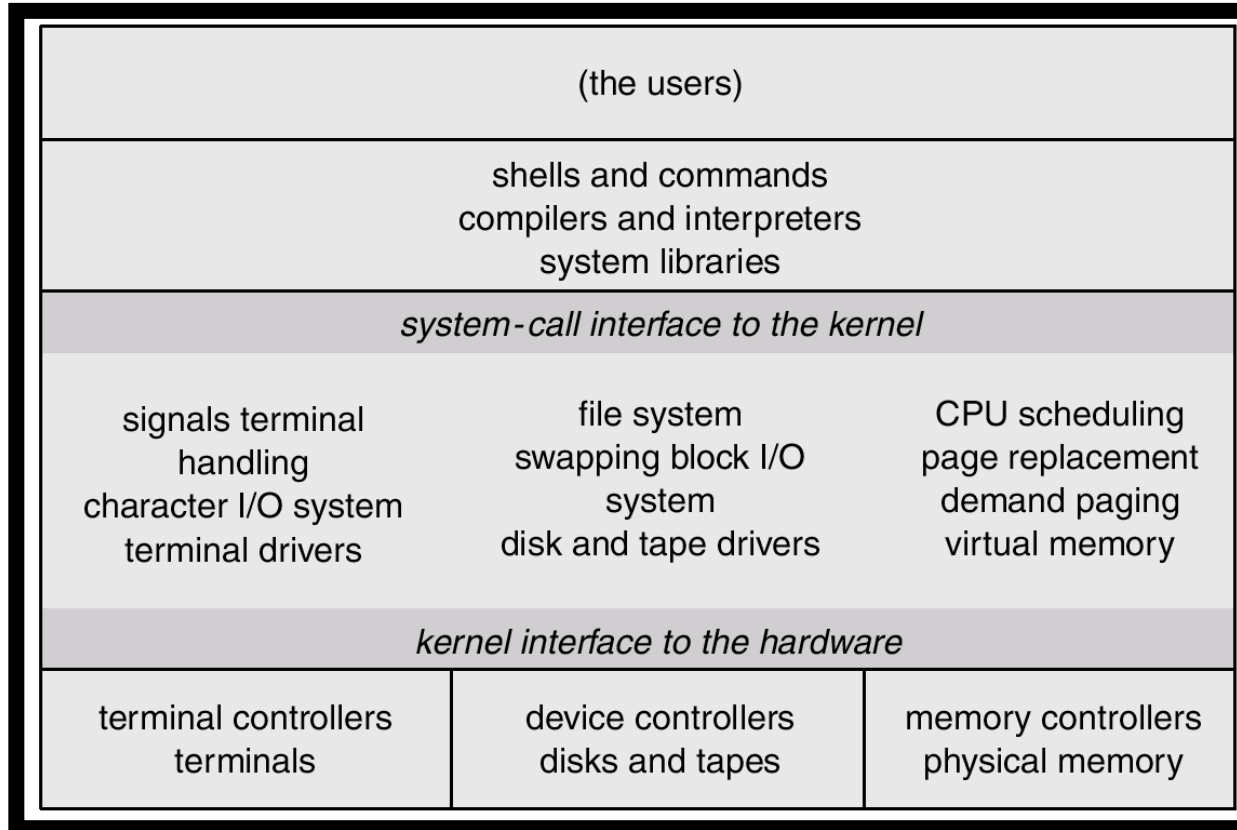 (the users)
shells and commands
compilers and interpreters
system libraries
system-call interface to the kernel
signals terminal
handling
character I/O system
terminal drivers
file system
swapping block I/O
system
disk and tape drivers
CPU scheduling
page replacement
demand paging
virtual memory
kernel interface to the hardware
terminal controllers
terminals
device controllers
disks and tapes
memory controllers
physical memory